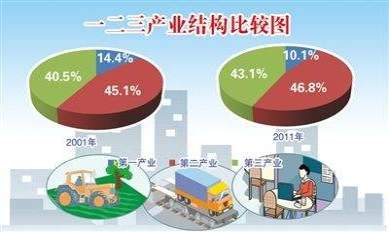 一二三产业结构比较图
14.4%
40.5%
45.1%
2001年
10.1%
43.1%
46.8%
2011年
第一产业 第二产业 第三产业